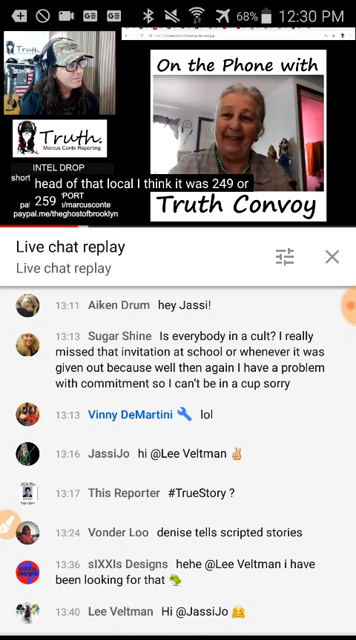 68% 12:30 PM
On the Phone with
Truth.
Truth.
Marcus Conte Reporting
INTEL DROP
head of that local I think it was 249 or
259
paypal.me/theghostofbrooklyn
Truth Convoy
Live chat replay
Live chat replay
13:11 Aiken Drum hey Jassi!
13:13 Sugar Shine Is everybody in a cult? I really
missed that invitation at school or whenever it was
given out because well then again I have a problem
with commitment so I can't be in a cup sorry
13:13 Vinny DeMartini lol
13:16 JassiJo hi @Lee Veltman ✌🏼
13:17 This Reporter #TrueStory ?
13:24 Vonder Loo denise tells scripted stories
13:36 sIXXIs Designs hehe @Lee Veltman i have
been looking for that
13:40 Lee Veltman Hi @JassiJo 🤗